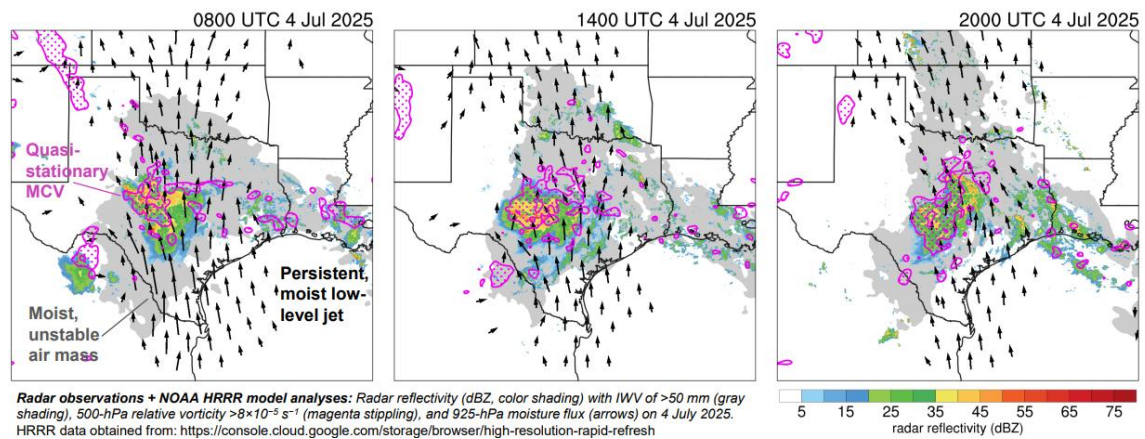 0800 UTC 4 Jul 2025
1400 UTC 4 Jul 2025
2000 UTC 4 Jul 2025
Quasi-
stationary
MCV
Persistent,
moist low-
level jet
Moist,
unstable
air mass
Radar observations + NOAA HRRR model analyses: Radar reflectivity (dBZ, color shading) with IWV of >50 mm (gray
shading), 500-hPa relative vorticity >8×10⁻⁵ s⁻¹ (magenta stippling), and 925-hPa moisture flux (arrows) on 4 July 2025.
HRRR data obtained from: https://console.cloud.google.com/storage/browser/high-resolution-rapid-refresh
5 15 25 35 45 55 65 75
radar reflectivity (dBZ)